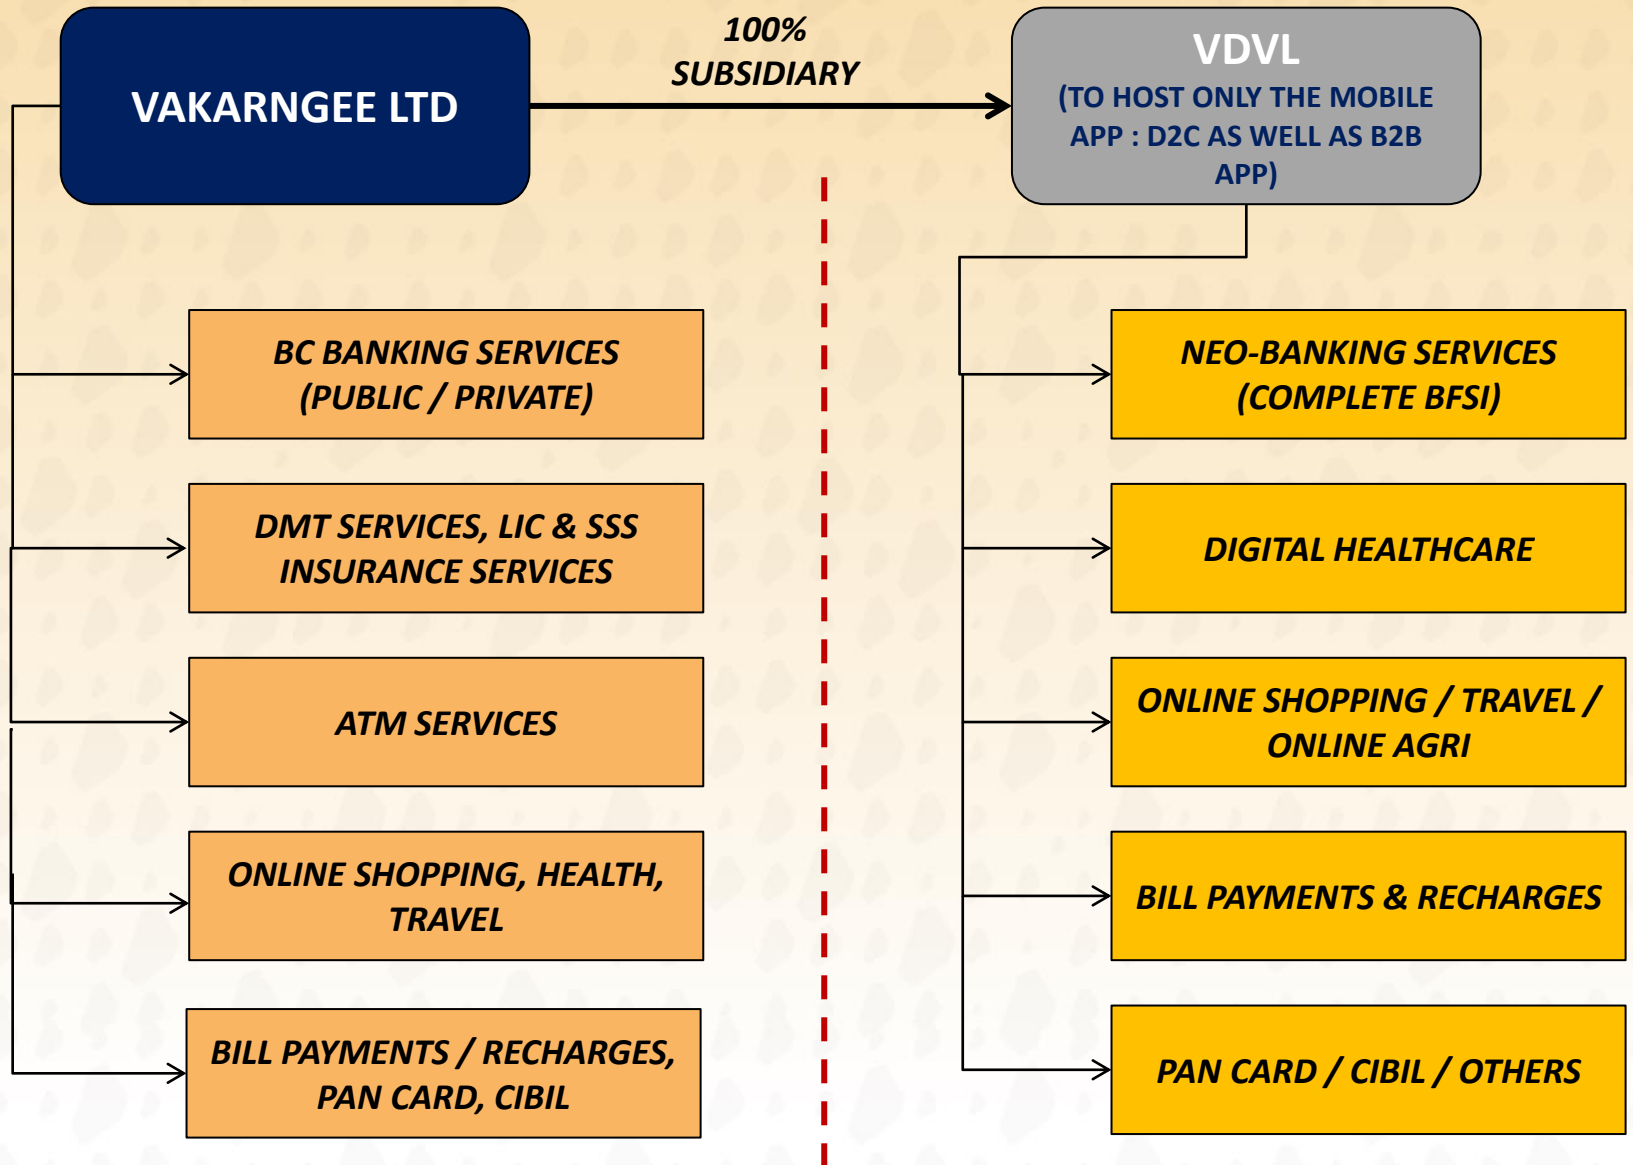 VAKARNGEE LTD
100%
SUBSIDIARY
VDVL
(TO HOST ONLY THE MOBILE
APP : D2C AS WELL AS B2B
APP)
BC BANKING SERVICES
(PUBLIC / PRIVATE)
DMT SERVICES, LIC & SSS
INSURANCE SERVICES
ATM SERVICES
ONLINE SHOPPING, HEALTH,
TRAVEL
BILL PAYMENTS / RECHARGES,
PAN CARD, CIBIL
NEO-BANKING SERVICES
(COMPLETE BFSI)
DIGITAL HEALTHCARE
ONLINE SHOPPING / TRAVEL /
ONLINE AGRI
BILL PAYMENTS & RECHARGES
PAN CARD / CIBIL / OTHERS